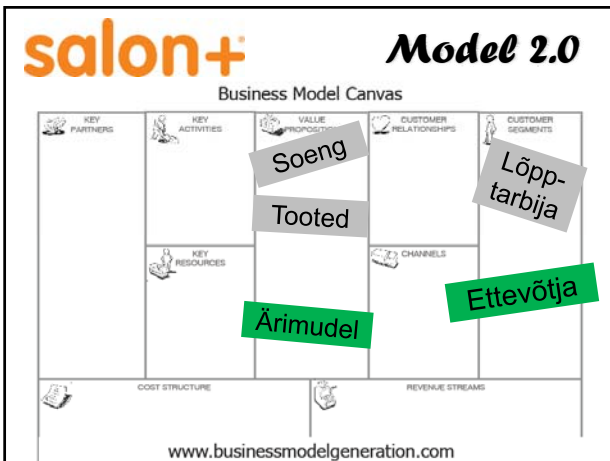 salon+
Model 2.0
Business Model Canvas
KEY
PARTNERS
KEY
ACTIVITIES
VALUE
PROPOSITION
CUSTOMER
RELATIONSHIPS
CUSTOMER
SEGMENTS
Soeng
Lõpp-
tarbija
Tooted
KEY
RESOURCES
CHANNELS
Ettevõtja
Ärimudel
COST STRUCTURE
REVENUE STREAMS
www.businessmodelgeneration.com